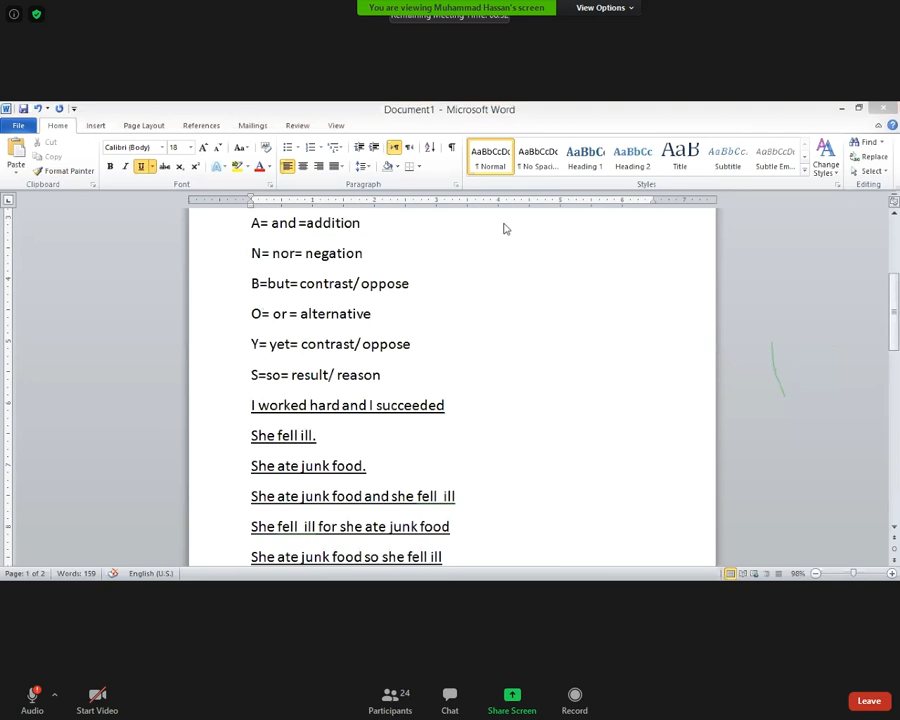 You are viewing Muhammad Hassan's screen
View Options
Document1 - Microsoft Word
File Home Insert Page Layout References Mailings Review View
Paste
Cut
Copy
Format Painter
Calibri (Body) 18
AaBbCcDc AaBbCcDc AaBbCc AaBbCc AaBbC AaBbCc. AaBbCcDc
¶ Normal ¶ No Spaci... Heading 1 Heading 2 Title Subtitle Subtle Em...
Change Styles
Find
Replace
Select
Clipboard Font Paragraph Styles Editing
A= and =addition
N= nor= negation
B=but= contrast/ oppose
O= or = alternative
Y= yet= contrast/ oppose
S=so= result/ reason
I worked hard and I succeeded
She fell ill.
She ate junk food.
She ate junk food and she fell ill
She fell ill for she ate junk food
She ate junk food so she fell ill
Page: 1 of 2 Words: 159 English (U.S.) 98%
Audio Start Video Participants 24 Chat Share Screen Record Leave